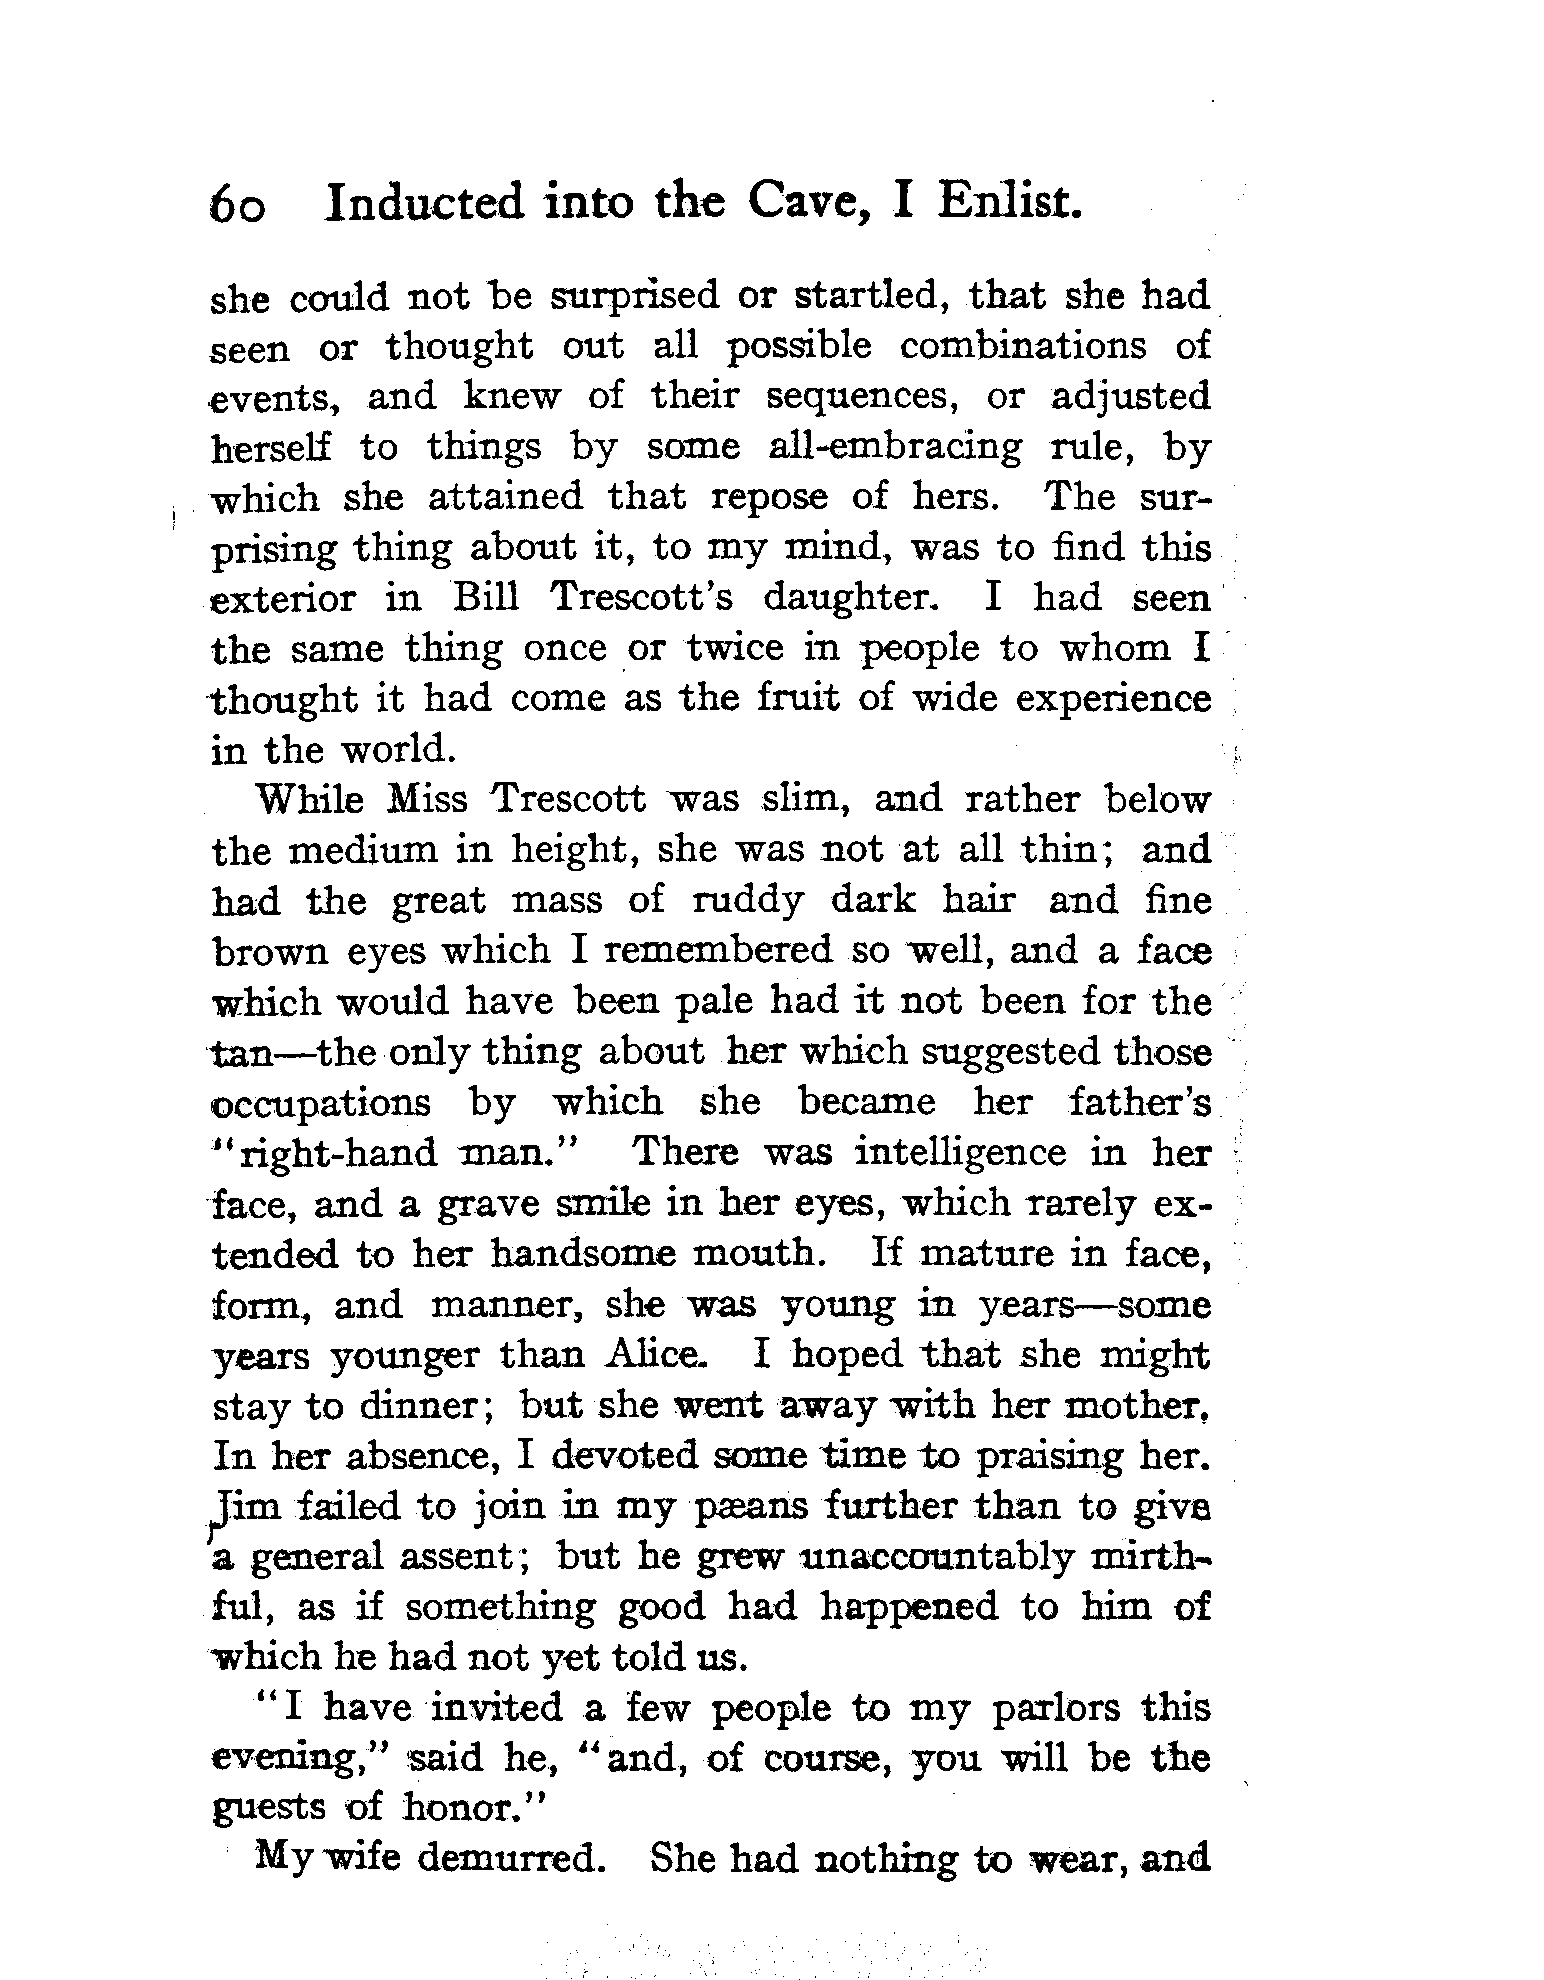 60 Inducted into the Cave, I Enlist.
she could not be surprised or startled, that she had
seen or thought out all possible combinations of
events, and knew of their sequences, or adjusted
herself to things by some all-embracing rule, by
which she attained that repose of hers. The sur-
prising thing about it, to my mind, was to find this
exterior in Bill Trescott's daughter. I had seen
the same thing once or twice in people to whom I
thought it had come as the fruit of wide experience
in the world.
While Miss Trescott was slim, and rather below
the medium in height, she was not at all thin; and
had the great mass of ruddy dark hair and fine
brown eyes which I remembered so well, and a face
which would have been pale had it not been for the
tan—the only thing about her which suggested those
occupations by which she became her father's
"right-hand man." There was intelligence in her
face, and a grave smile in her eyes, which rarely ex-
tended to her handsome mouth. If mature in face,
form, and manner, she was young in years—some
years younger than Alice. I hoped that she might
stay to dinner; but she went away with her mother.
In her absence, I devoted some time to praising her.
Jim failed to join in my pæans further than to give
a general assent; but he grew unaccountably mirth-
ful, as if something good had happened to him of
which he had not yet told us.
"I have invited a few people to my parlors this
evening," said he, "and, of course, you will be the
guests of honor."
My wife demurred. She had nothing to wear, and